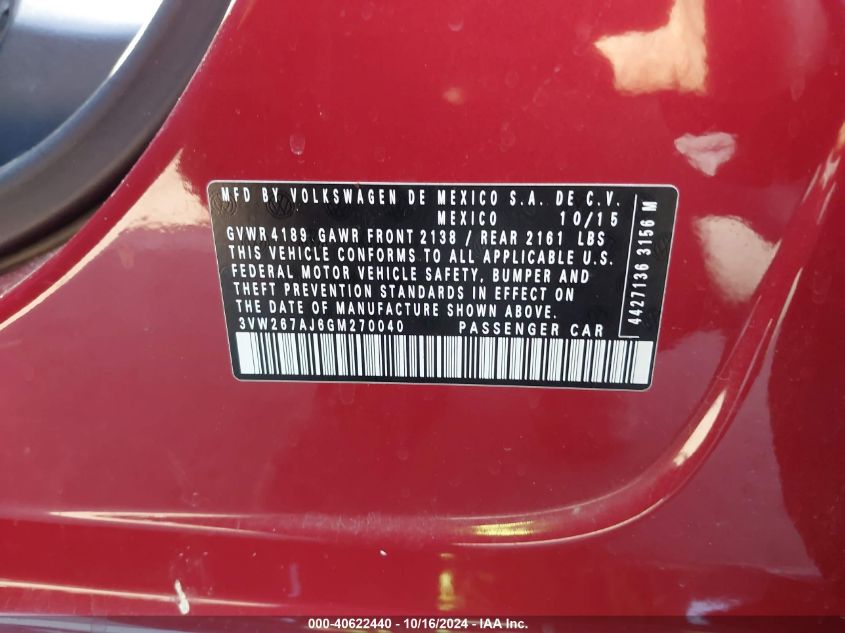 MFD BY VOLKSWAGEN DE MEXICO S.A. DE C.V.
MEXICO 10/15
GVWR 4189 GAWR FRONT 2138 / REAR 2161 LBS
THIS VEHICLE CONFORMS TO ALL APPLICABLE U.S.
FEDERAL MOTOR VEHICLE SAFETY, BUMPER AND
THEFT PREVENTION STANDARDS IN EFFECT ON
THE DATE OF MANUFACTURE SHOWN ABOVE.
3VW267AJ6GM270040 PASSENGER CAR
4427136 3156 M
000-40622440 - 10/16/2024 - IAA Inc.